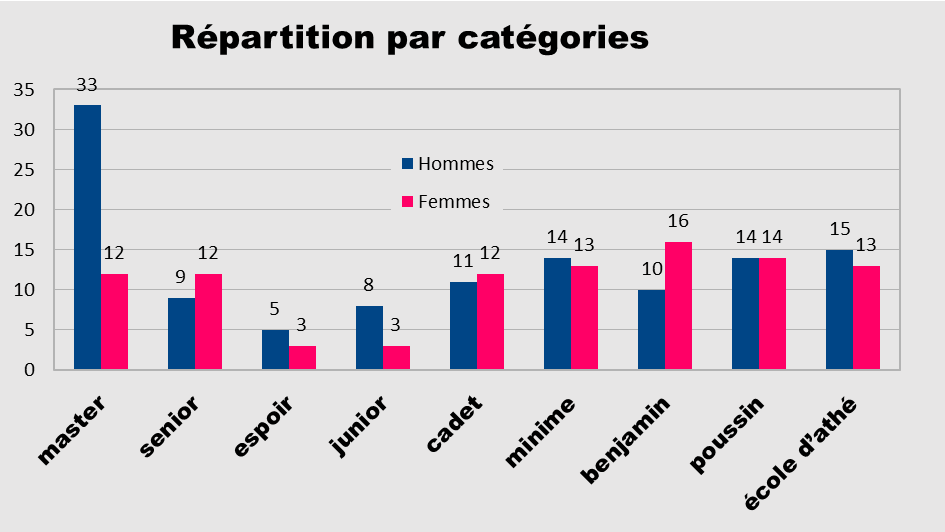 Répartition par catégories
35
30
25
20
15
10
5
0
33
12
9
12
5
3
8
3
11
12
14
13
10
16
14
14
15
13
Hommes
Femmes
master
senior
espoir
junior
cadet
minime
benjamin
poussin
école d'athé